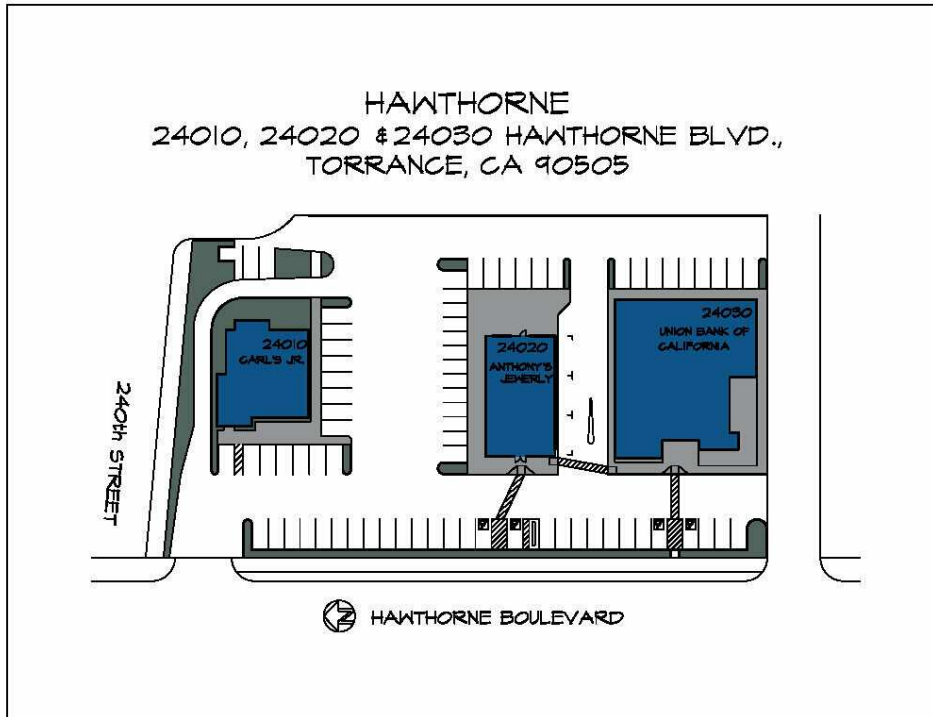 HAWTHORNE
24010, 24020 & 24030 HAWTHORNE BLVD.,
TORRANCE, CA 90505
24010
CARL'S JR.
24020
ANTHONY'S
JEWERLY
24030
UNION BANK OF
CALIFORNIA
240th STREET
N
HAWTHORNE BOULEVARD